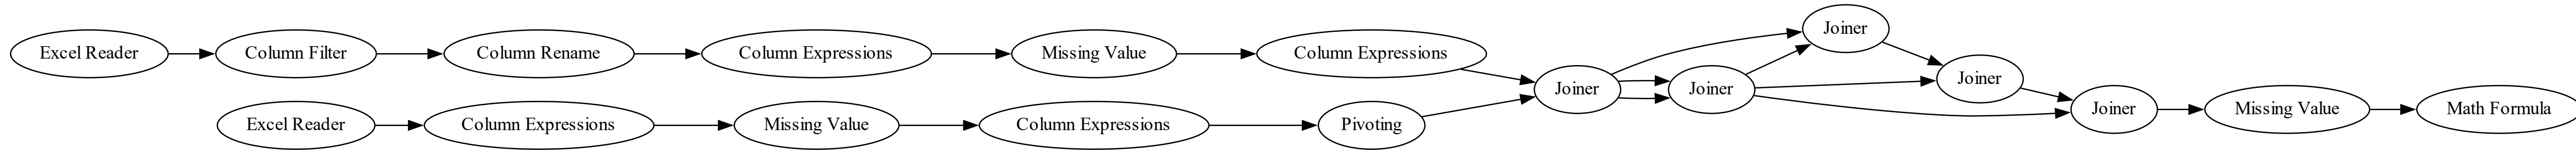 Excel Reader
Column Filter
Column Rename
Column Expressions
Missing Value
Column Expressions
Excel Reader
Column Expressions
Missing Value
Column Expressions
Pivoting
Joiner
Joiner
Joiner
Joiner
Joiner
Missing Value
Math Formula